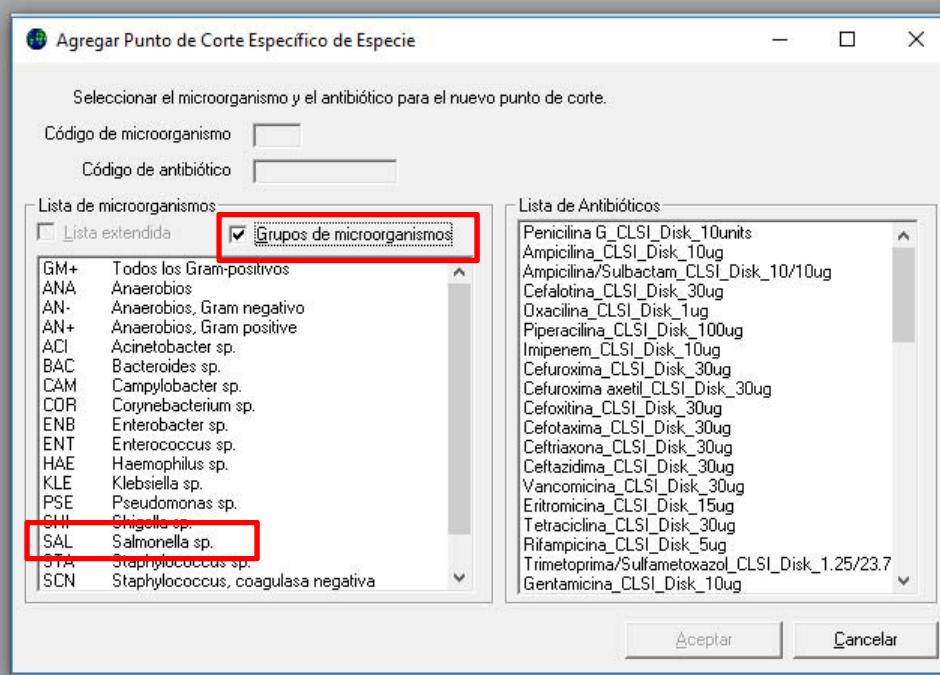 Agregar Punto de Corte Específico de Especie
Seleccionar el microorganismo y el antibiótico para el nuevo punto de corte.
Código de microorganismo
Código de antibiótico
Lista de microorganismos
Lista extendida
Grupos de microorganismos
GM+ Todos los Gram-positivos
ANA Anaerobios
AN- Anaerobios, Gram negativo
AN+ Anaerobios, Gram positive
ACI Acinetobacter sp.
BAC Bacteroides sp.
CAM Campylobacter sp.
COR Corynebacterium sp.
ENB Enterobacter sp.
ENT Enterococcus sp.
HAE Haemophilus sp.
KLE Klebsiella sp.
PSE Pseudomonas sp.
SHI Shigella sp.
SAL Salmonella sp.
STA Staphylococcus sp.
SCN Staphylococcus, coagulasa negativa
Lista de Antibióticos
Penicilina G_CLSI_Disk_10units
Ampicilina_CLSI_Disk_10ug
Ampicilina/Sulbactam_CLSI_Disk_10/10ug
Cefalotina_CLSI_Disk_30ug
Oxacilina_CLSI_Disk_1ug
Piperacilina_CLSI_Disk_100ug
Imipenem_CLSI_Disk_10ug
Cefuroxima_CLSI_Disk_30ug
Cefuroxima axetil_CLSI_Disk_30ug
Cefoxitina_CLSI_Disk_30ug
Cefotaxima_CLSI_Disk_30ug
Ceftriaxona_CLSI_Disk_30ug
Ceftazidima_CLSI_Disk_30ug
Vancomicina_CLSI_Disk_30ug
Eritromicina_CLSI_Disk_15ug
Tetraciclina_CLSI_Disk_30ug
Rifampicina_CLSI_Disk_5ug
Trimetoprima/Sulfametoxazol_CLSI_Disk_1.25/23.7
Gentamicina_CLSI_Disk_10ug
Aceptar
Cancelar